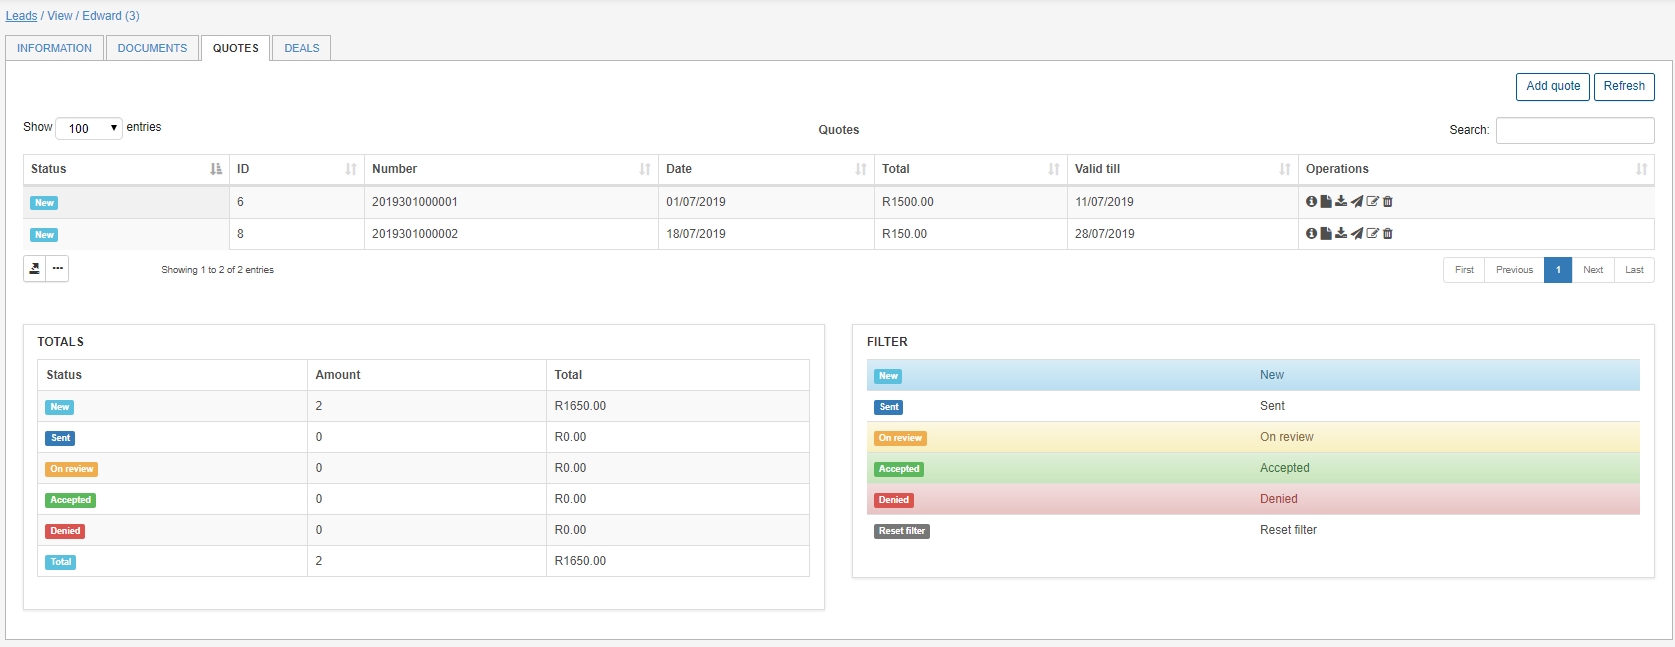 Leads / View / Edward (3)
INFORMATION DOCUMENTS QUOTES DEALS
Add quote Refresh
Show 100 entries Quotes Search:
Status ID Number Date Total Valid till Operations
New 6 2019301000001 01/07/2019 R1500.00 11/07/2019
New 8 2019301000002 18/07/2019 R150.00 28/07/2019
Showing 1 to 2 of 2 entries First Previous 1 Next Last
TOTALS
Status Amount Total
New 2 R1650.00
Sent 0 R0.00
On review 0 R0.00
Accepted 0 R0.00
Denied 0 R0.00
Total 2 R1650.00
FILTER
New New
Sent Sent
On review On review
Accepted Accepted
Denied Denied
Reset filter Reset filter